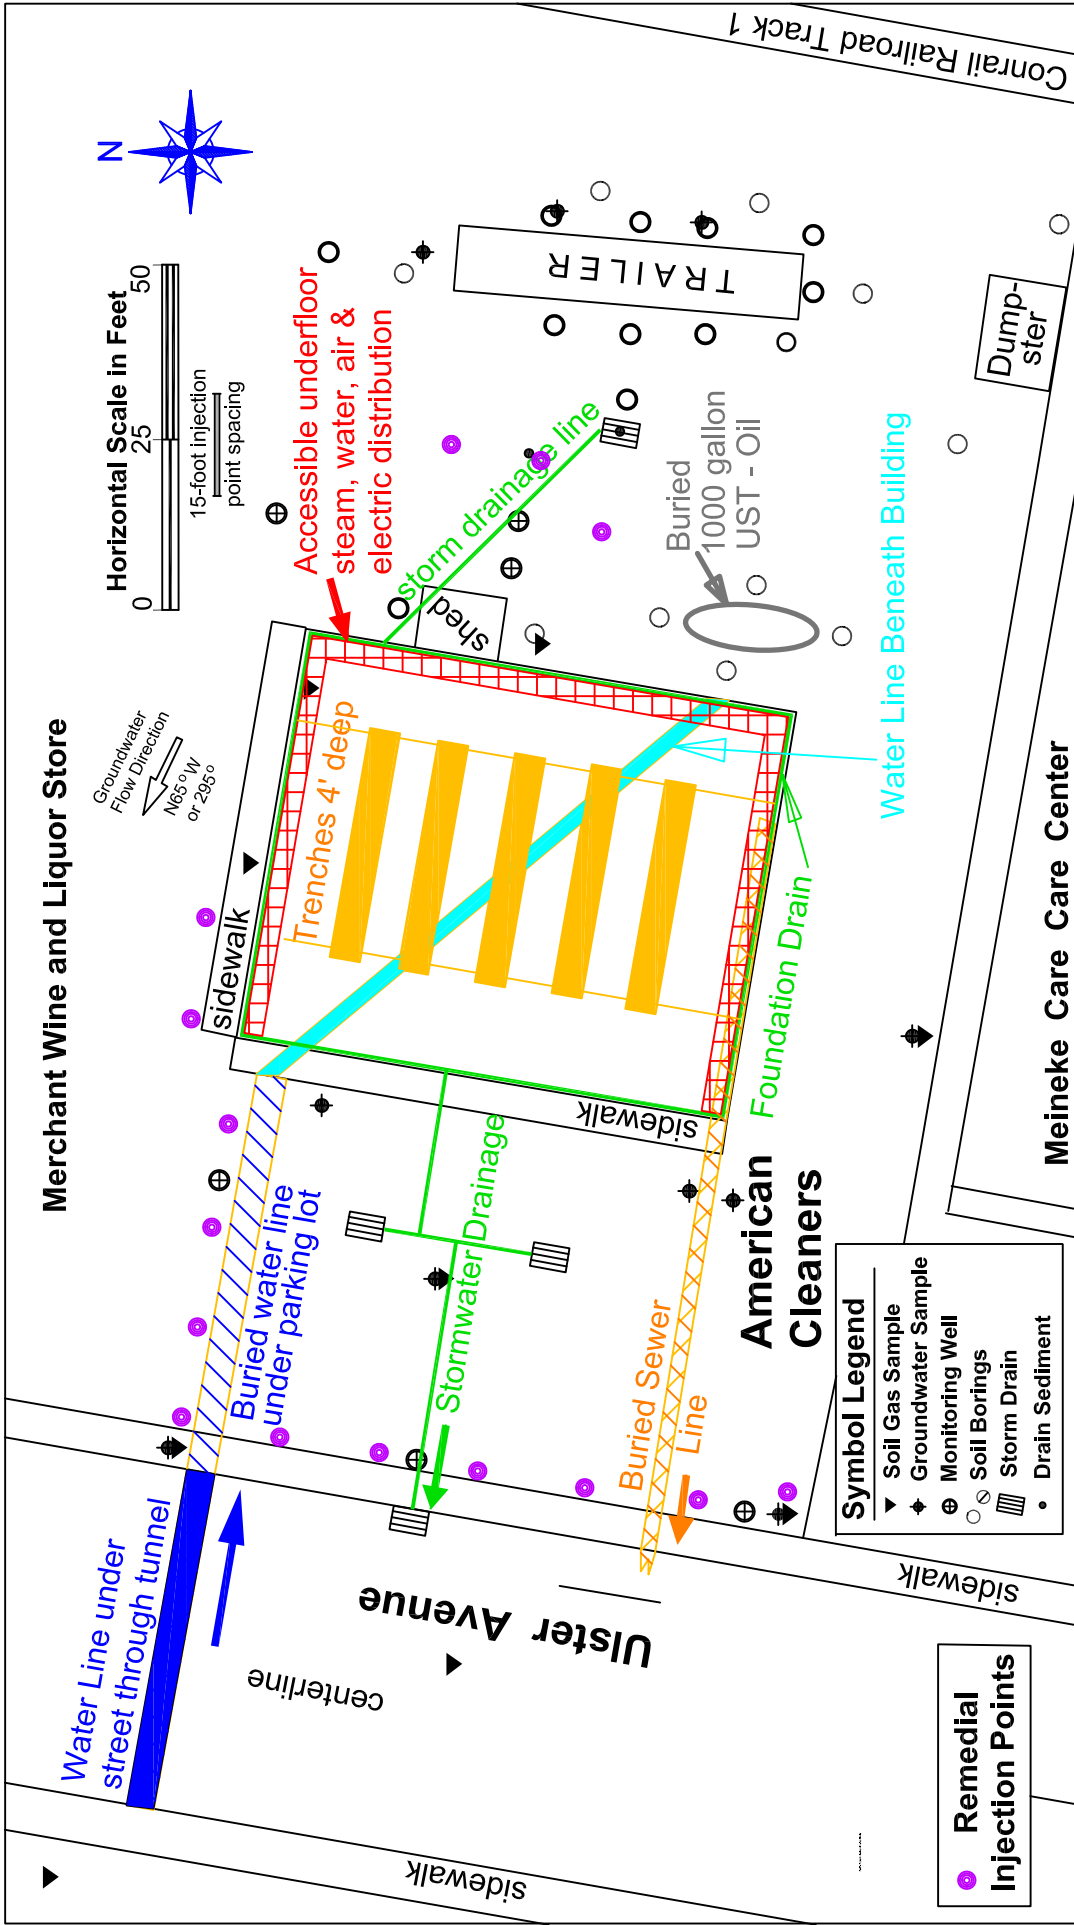 Merchant Wine and Liquor Store
N
Horizontal Scale in Feet
0 25 50
15-foot injection
point spacing
Groundwater
Flow Direction
N65° W
or 295°
Accessible underfloor
steam, water, air &
electric distribution
Conrail Railroad Track 1
TRAILER
Dump-
ster
storm drainage line
shed
Buried
1000 gallon
UST - Oil
Water Line Beneath Building
sidewalk
Trenches 4' deep
Foundation Drain
sidewalk
Buried water line
under parking lot
Stormwater Drainage
American
Cleaners
Buried Sewer
Line
Meineke Care Care Center
Water Line under
street through tunnel
centerline
Ulster Avenue
sidewalk
sidewalk
Symbol Legend
Soil Gas Sample
Groundwater Sample
Monitoring Well
Soil Borings
Storm Drain
Drain Sediment
Remedial
Injection Points